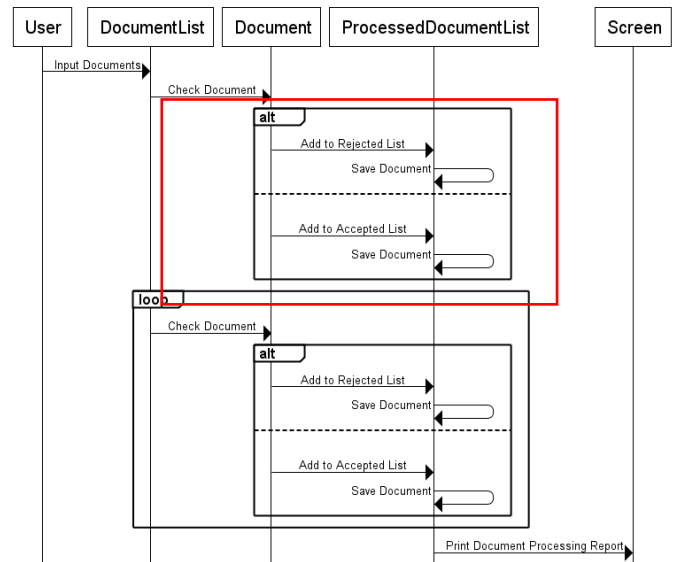 User DocumentList Document ProcessedDocumentList Screen
Input Documents
Check Document
alt
Add to Rejected List
Save Document
Add to Accepted List
Save Document
loop
Check Document
alt
Add to Rejected List
Save Document
Add to Accepted List
Save Document
Print Document Processing Report